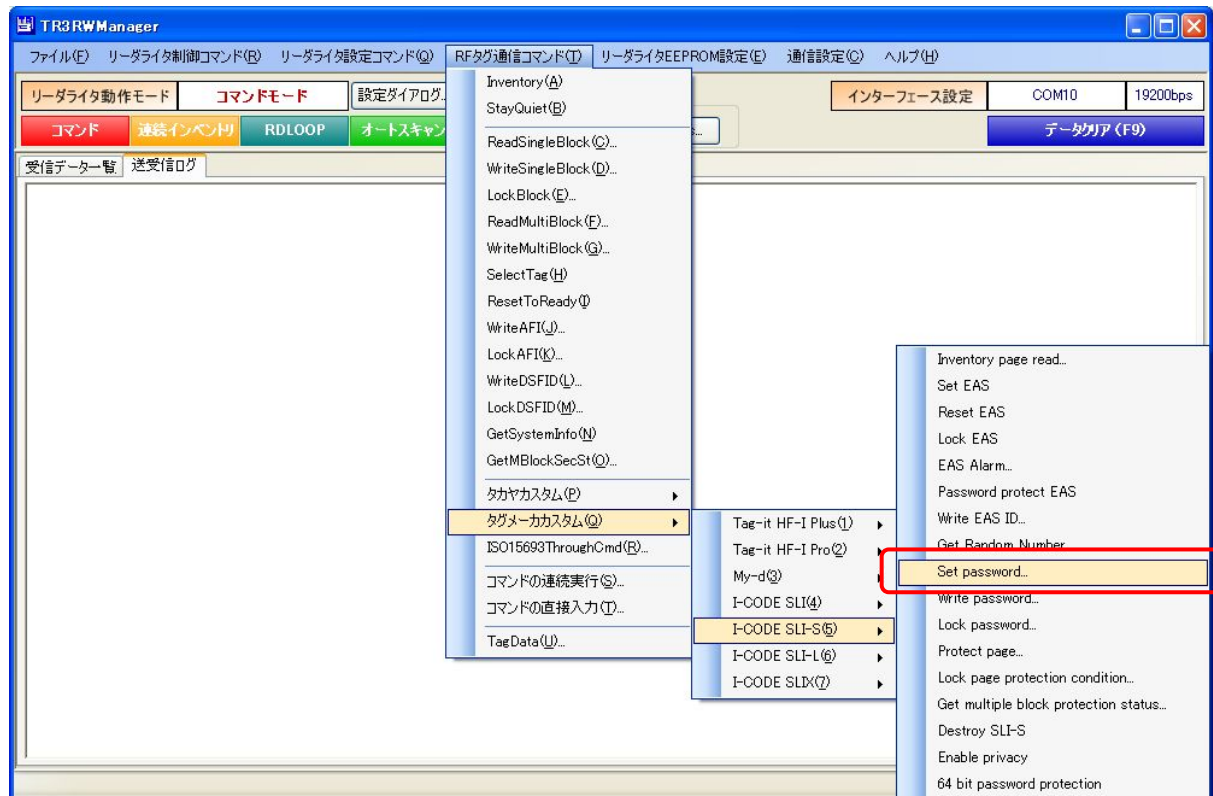 TR3RWManager
ファイル(F) リーダライタ制御コマンド(R) リーダライタ設定コマンド(Q) RFタグ通信コマンド(T) リーダライタEEPROM設定(E) 通信設定(C) ヘルプ(H)
リーダライタ動作モード コマンドモード 設定ダイアログ... インターフェース設定 COM10 19200bps
コマンド 連続インベントリ RDLOOP オートスキャン データクリア(F9)
受信データ一覧 送受信ログ
Inventory(A)
StayQuiet(B)
ReadSingleBlock(C)...
WriteSingleBlock(D)...
LockBlock(E)...
ReadMultiBlock(F)...
WriteMultiBlock(G)...
SelectTag(H)
ResetToReady(I)
WriteAFI(J)...
LockAFI(K)...
WriteDSFID(L)...
LockDSFID(M)...
GetSystemInfo(N)
GetMBlockSecSt(O)...
タカヤカスタム(P)
タグメーカカスタム(Q)
ISO15693ThroughCmd(R)...
コマンドの連続実行(S)...
コマンドの直接入力(T)...
TagData(U)...
Tag-it HF-I Plus(1)
Tag-it HF-I Pro(2)
My-d(3)
I-CODE SLI(4)
I-CODE SLI-S(5)
I-CODE SLI-L(6)
I-CODE SLIX(7)
Inventory page read...
Set EAS
Reset EAS
Lock EAS
EAS Alarm...
Password protect EAS
Write EAS ID...
Get Random Number
Set password...
Write password...
Lock password...
Protect page...
Lock page protection condition...
Get multiple block protection status...
Destroy SLI-S
Enable privacy
64 bit password protection